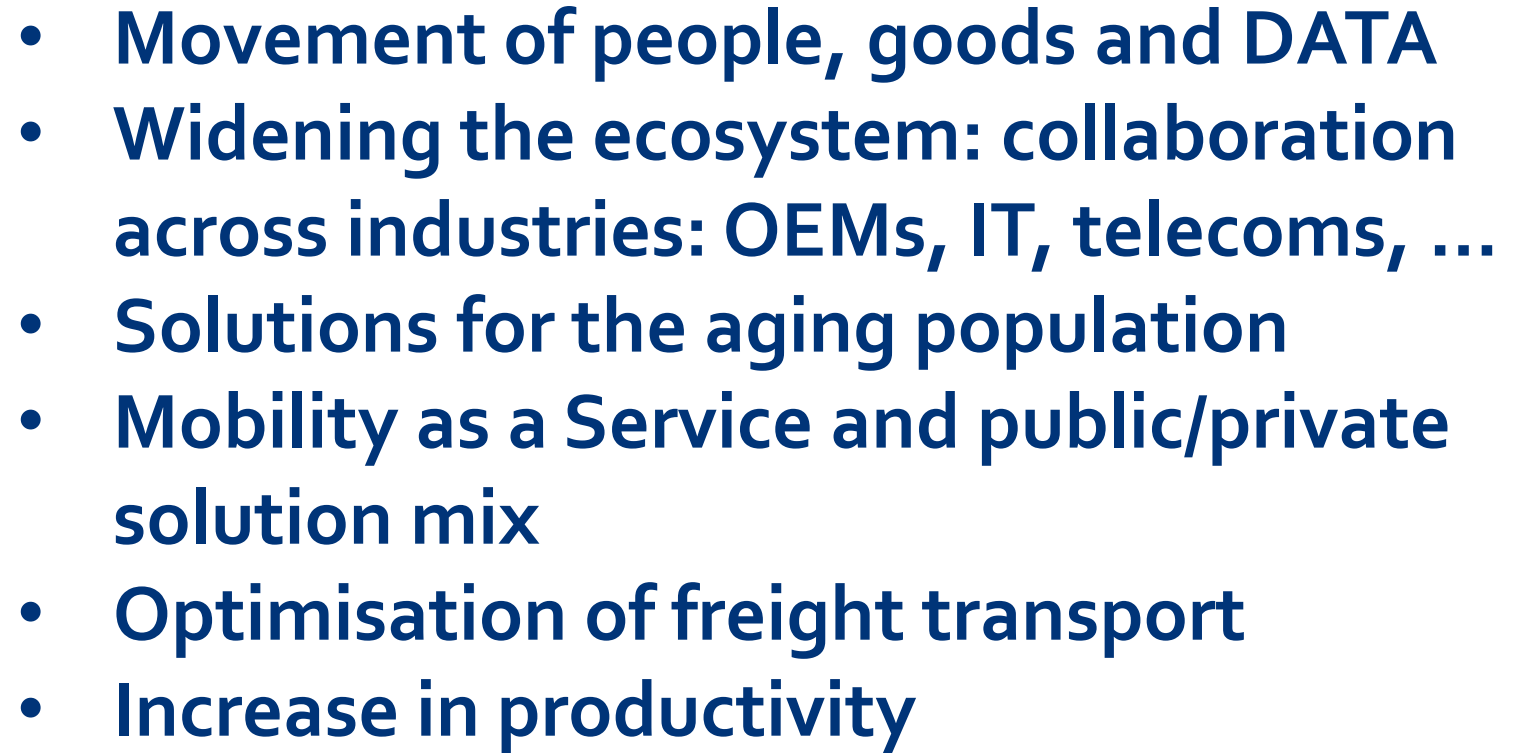 • Movement of people, goods and DATA
• Widening the ecosystem: collaboration
across industries: OEMs, IT, telecoms, ...
• Solutions for the aging population
• Mobility as a Service and public/private
solution mix
• Optimisation of freight transport
• Increase in productivity